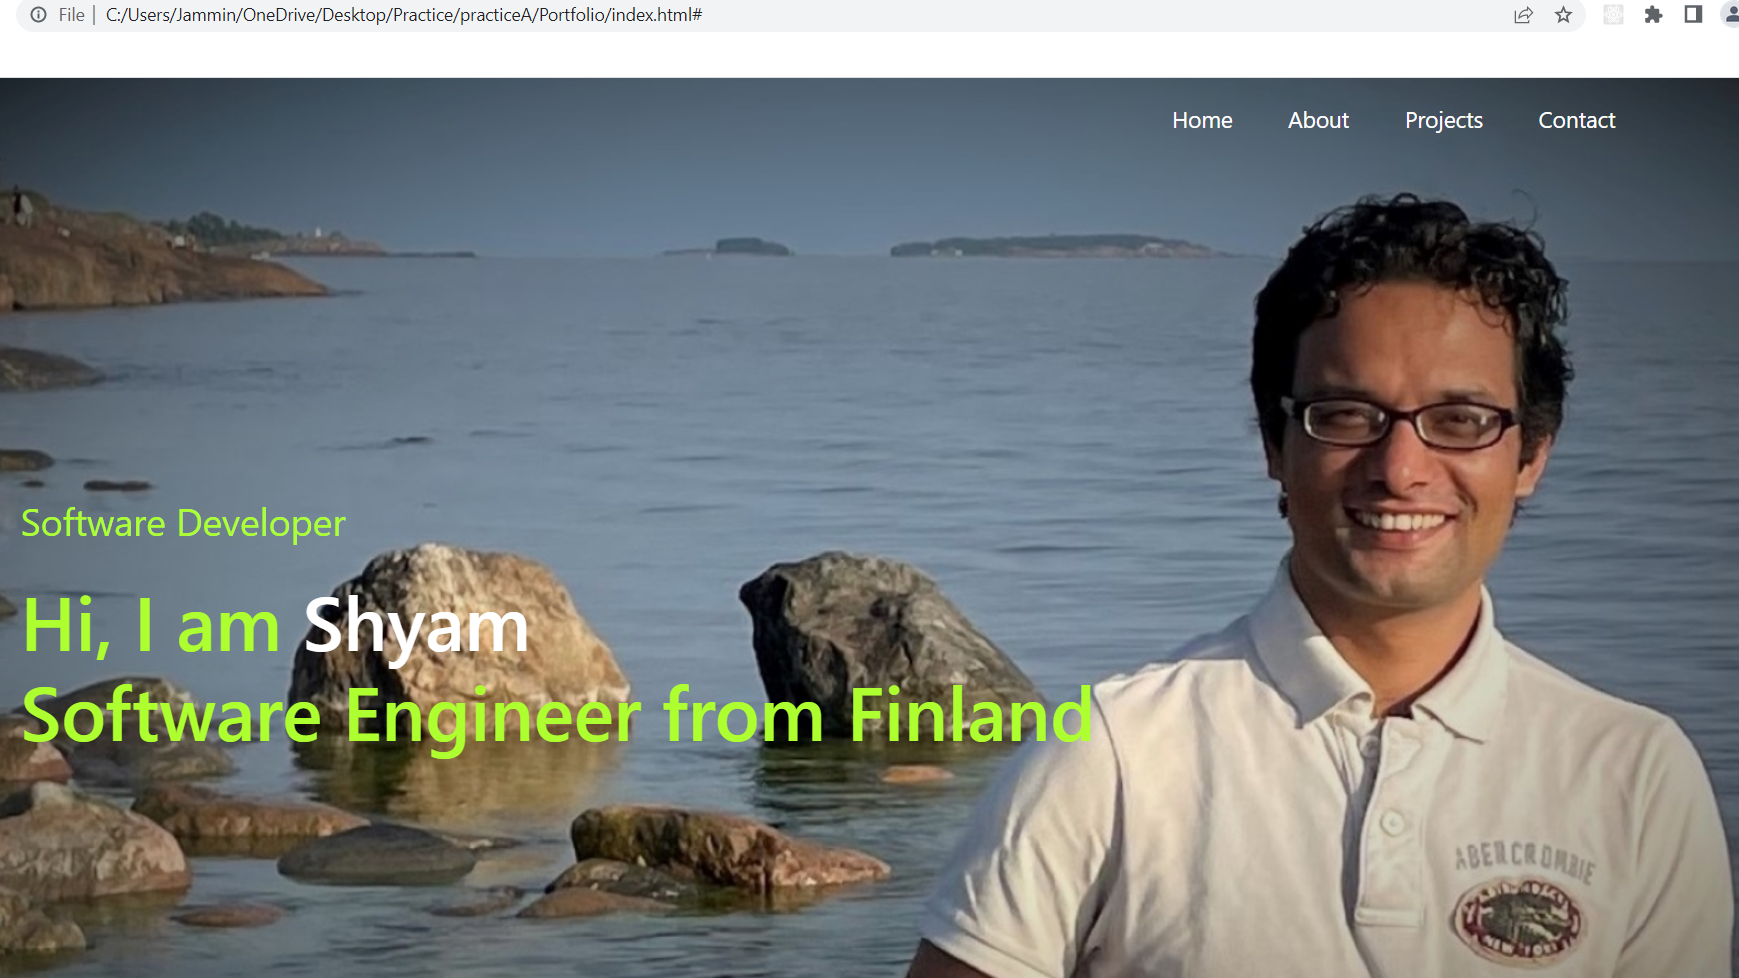 File | C:/Users/Jammin/OneDrive/Desktop/Practice/practiceA/Portfolio/index.html#
Home About Projects Contact
Software Developer
Hi, I am Shyam
Software Engineer from Finland
ABERCROMBIE